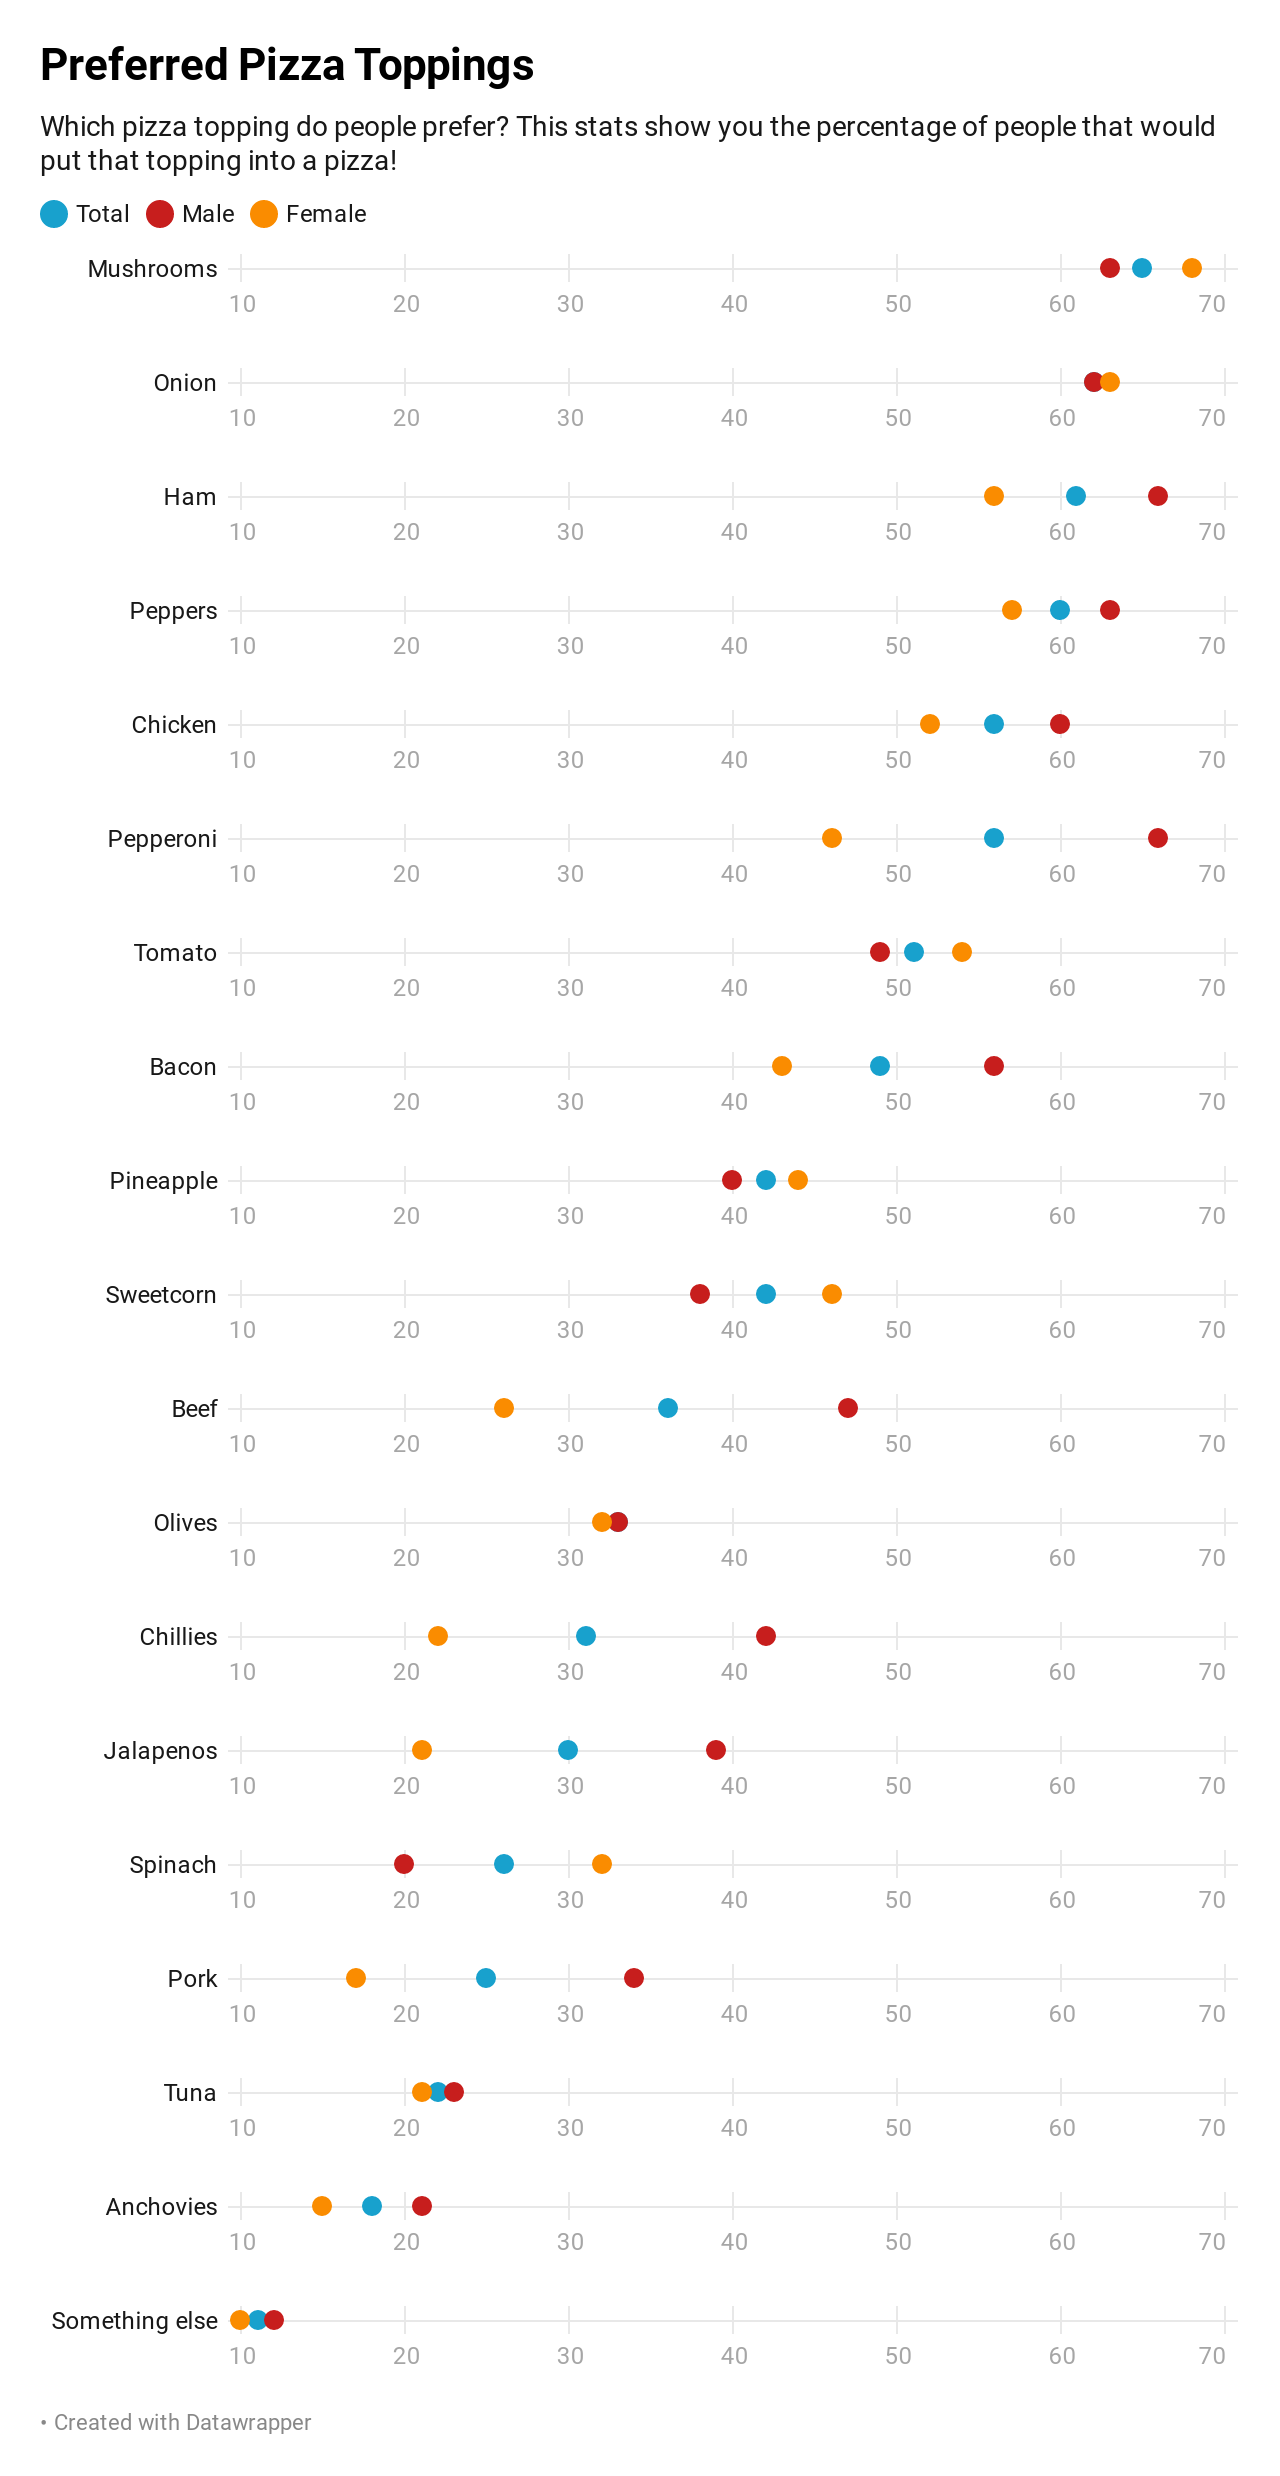 Preferred Pizza Toppings
Which pizza topping do people prefer? This stats show you the percentage of people that would
put that topping into a pizza!
Total Male Female
Mushrooms
10 20 30 40 50 60 70
Onion
10 20 30 40 50 60 70
Ham
10 20 30 40 50 60 70
Peppers
10 20 30 40 50 60 70
Chicken
10 20 30 40 50 60 70
Pepperoni
10 20 30 40 50 60 70
Tomato
10 20 30 40 50 60 70
Bacon
10 20 30 40 50 60 70
Pineapple
10 20 30 40 50 60 70
Sweetcorn
10 20 30 40 50 60 70
Beef
10 20 30 40 50 60 70
Olives
10 20 30 40 50 60 70
Chillies
10 20 30 40 50 60 70
Jalapenos
10 20 30 40 50 60 70
Spinach
10 20 30 40 50 60 70
Pork
10 20 30 40 50 60 70
Tuna
10 20 30 40 50 60 70
Anchovies
10 20 30 40 50 60 70
Something else
10 20 30 40 50 60 70
• Created with Datawrapper